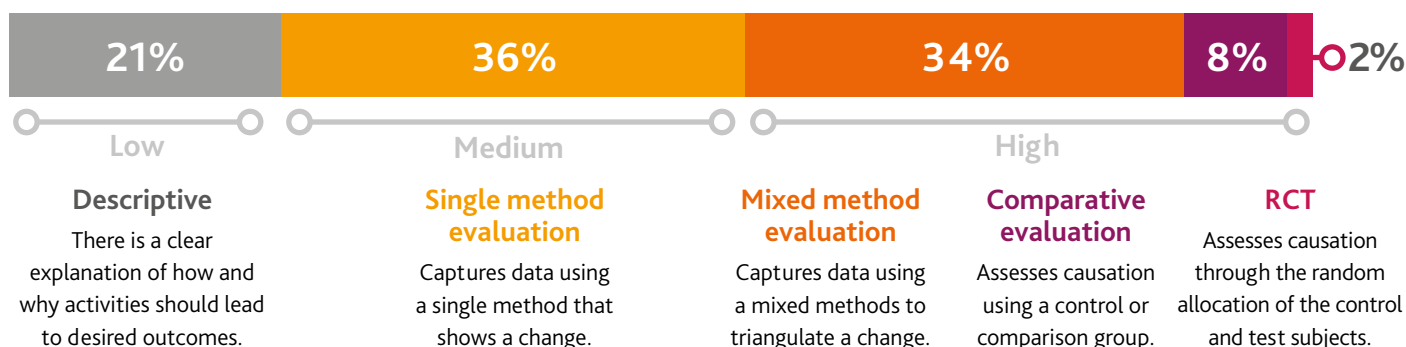 21%
36%
34%
8%
2%
Low
Medium
High
Descriptive
There is a clear
explanation of how and
why activities should lead
to desired outcomes.
Single method
evaluation
Captures data using
a single method that
shows a change.
Mixed method
evaluation
Captures data using
a mixed methods to
triangulate a change.
Comparative
evaluation
Assesses causation
using a control or
comparison group.
RCT
Assesses causation
through the random
allocation of the control
and test subjects.